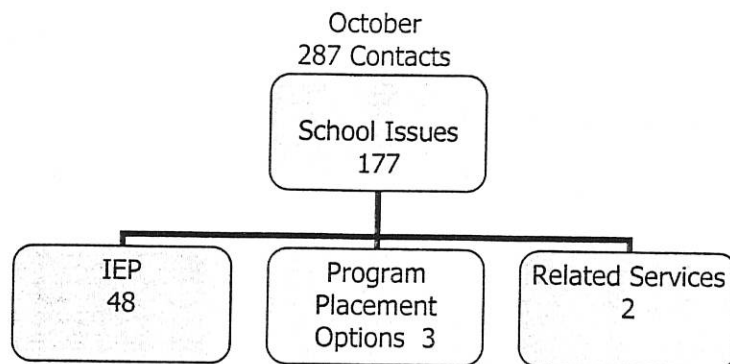 October
287 Contacts
School Issues
177
IEP
48
Program
Placement
Options 3
Related Services
2